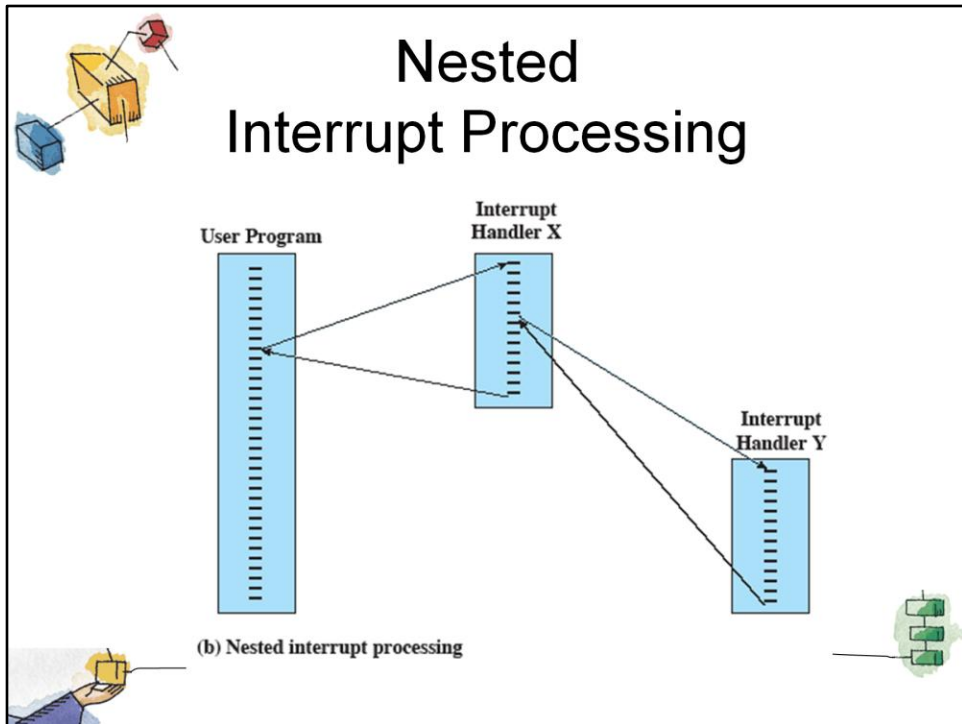 Nested
Interrupt Processing
User Program
Interrupt
Handler X
Interrupt
Handler Y
(b) Nested interrupt processing